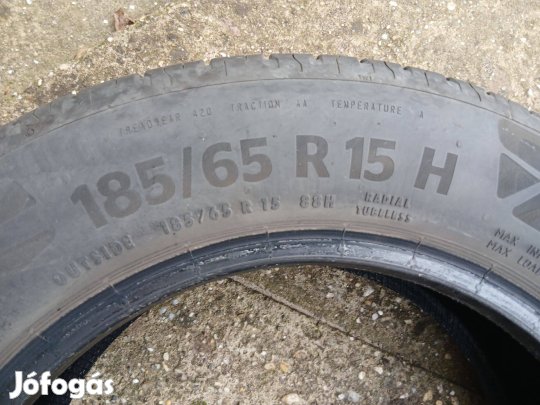 TWI
TREADWEAR 420 TRACTION AA TEMPERATURE A
185/65 R 15 H
OUTSIDE 185/65 R 15 88H RADIAL TUBELESS
MAX
MAX LOA
Jófogás